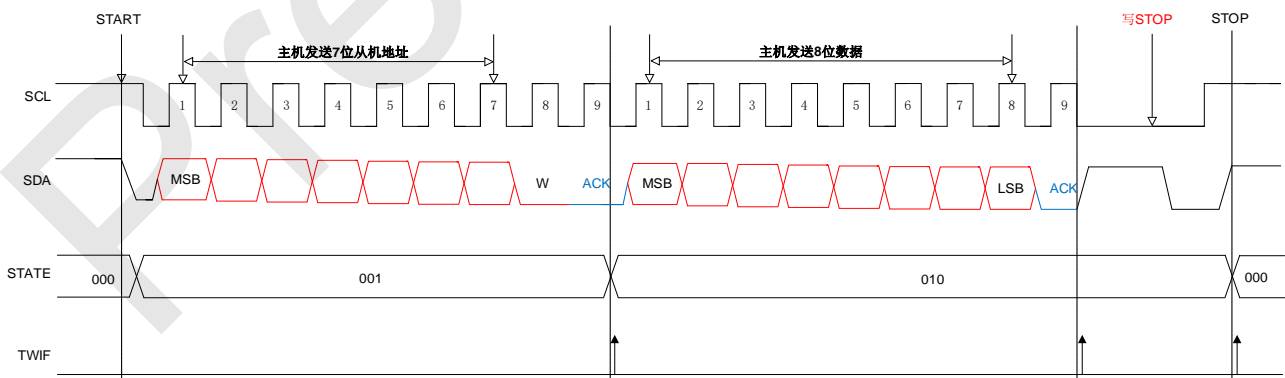 START
写STOP
STOP
主机发送7位从机地址
主机发送8位数据
SCL
1 2 3 4 5 6 7 8 9 1 2 3 4 5 6 7 8 9
SDA
MSB W ACK MSB LSB ACK
STATE
000 001 010 000
TWIF
Pre